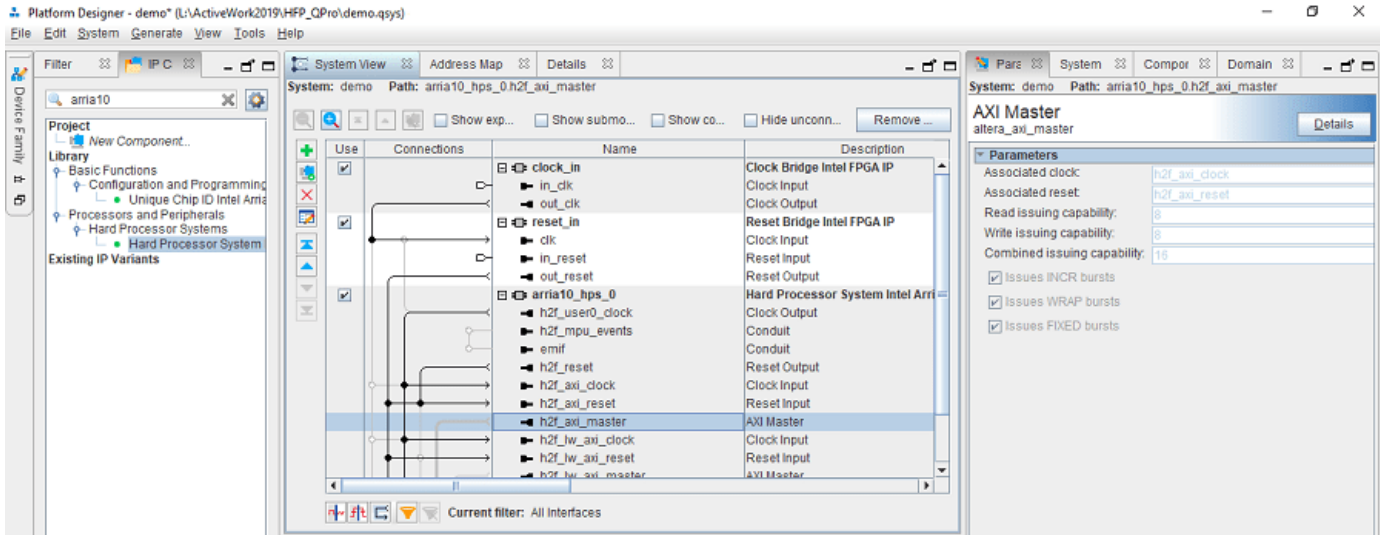 Platform Designer - demo* (L:\ActiveWork2019\HFP_QPro\demo.qsys)
File Edit System Generate View Tools Help
Device Family
Filter IP C
arria10
Project
New Component...
Library
Basic Functions
Configuration and Programming
Unique Chip ID Intel Arria
Processors and Peripherals
Hard Processor Systems
Hard Processor System
Existing IP Variants
System View Address Map Details
System: demo Path: arria10_hps_0.h2f_axi_master
Show exp... Show submo... Show co... Hide unconn... Remove ...
Use Connections Name Description
clock_in Clock Bridge Intel FPGA IP
in_clk Clock Input
out_clk Clock Output
reset_in Reset Bridge Intel FPGA IP
clk Clock Input
in_reset Reset Input
out_reset Reset Output
arria10_hps_0 Hard Processor System Intel Arri
h2f_user0_clock Clock Output
h2f_mpu_events Conduit
emif Conduit
h2f_reset Reset Output
h2f_axi_clock Clock Input
h2f_axi_reset Reset Input
h2f_axi_master AXI Master
h2f_lw_axi_clock Clock Input
h2f_lw_axi_reset Reset Input
h2f_lw_axi_master AXI Master
Current filter: All Interfaces
Para System Compor Domain
System: demo Path: arria10_hps_0.h2f_axi_master
AXI Master
altera_axi_master
Details
Parameters
Associated clock: h2f_axi_clock
Associated reset: h2f_axi_reset
Read issuing capability: 8
Write issuing capability: 8
Combined issuing capability: 16
Issues INCR bursts
Issues WRAP bursts
Issues FIXED bursts